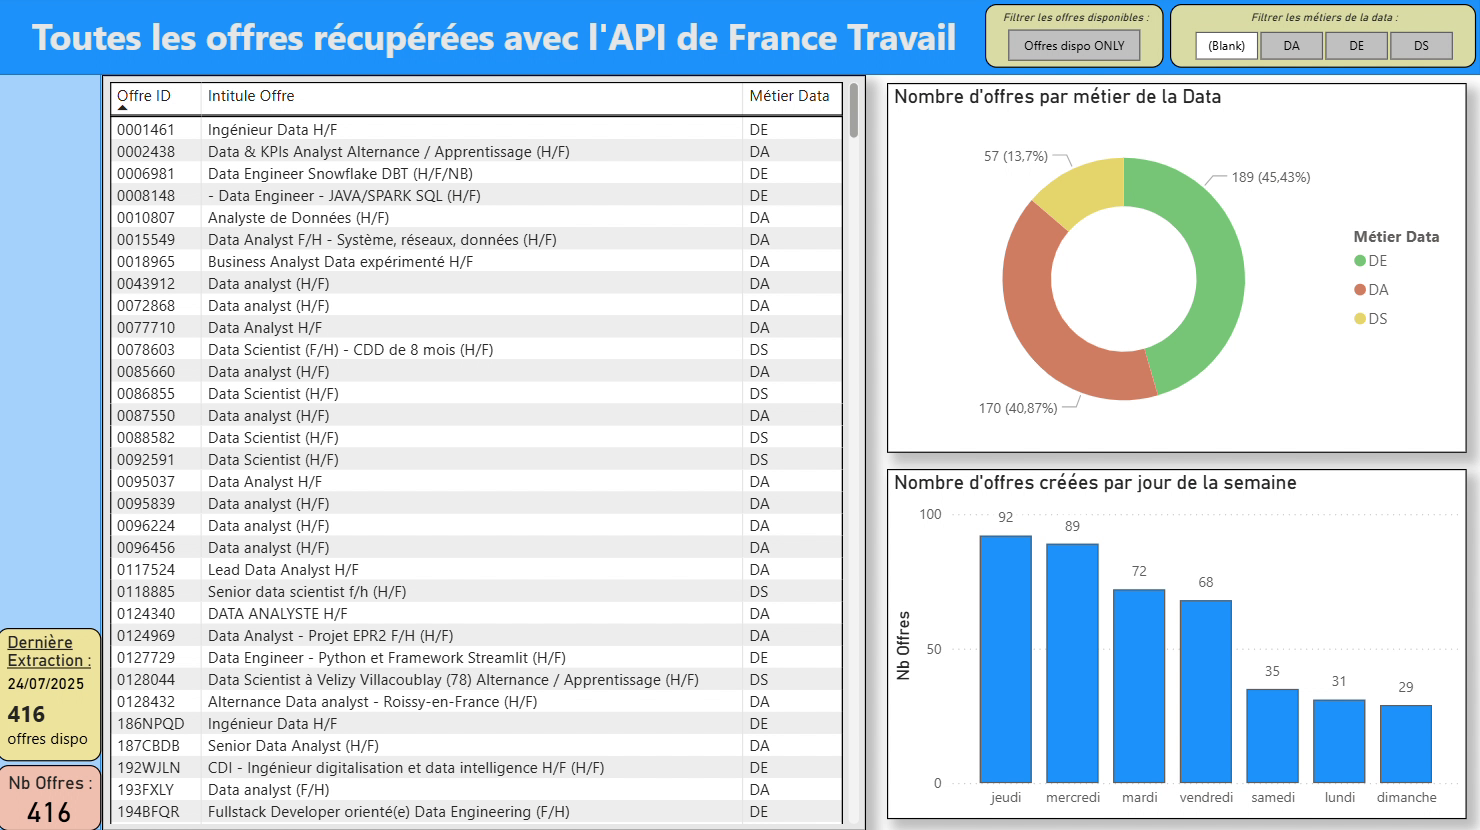 Toutes les offres récupérées avec l'API de France Travail
Filtrer les offres disponibles :
Offres dispo ONLY
Filtrer les métiers de la data :
(Blank) DA DE DS
Offre ID Intitule Offre Métier Data
0001461 Ingénieur Data H/F DE
0002438 Data & KPIs Analyst Alternance / Apprentissage (H/F) DA
0006981 Data Engineer Snowflake DBT (H/F/NB) DE
0008148 - Data Engineer - JAVA/SPARK SQL (H/F) DE
0010807 Analyste de Données (H/F) DA
0015549 Data Analyst F/H - Système, réseaux, données (H/F) DA
0018965 Business Analyst Data expérimenté H/F DA
0043912 Data analyst (H/F) DA
0072868 Data analyst (H/F) DA
0077710 Data Analyst H/F DA
0078603 Data Scientist (F/H) - CDD de 8 mois (H/F) DS
0085660 Data analyst (H/F) DA
0086855 Data Scientist (H/F) DS
0087550 Data analyst (H/F) DA
0088582 Data Scientist (H/F) DS
0092591 Data Scientist (H/F) DS
0095037 Data Analyst H/F DA
0095839 Data analyst (H/F) DA
0096224 Data analyst (H/F) DA
0096456 Data analyst (H/F) DA
0117524 Lead Data Analyst H/F DA
0118885 Senior data scientist f/h (H/F) DS
0124340 DATA ANALYSTE H/F DA
0124969 Data Analyst - Projet EPR2 F/H (H/F) DA
0127729 Data Engineer - Python et Framework Streamlit (H/F) DE
0128044 Data Scientist à Velizy Villacoublay (78) Alternance / Apprentissage (H/F) DS
0128432 Alternance Data analyst - Roissy-en-France (H/F) DA
186NPQD Ingénieur Data H/F DE
187CBDB Senior Data Analyst (H/F) DA
192WJLN CDI - Ingénieur digitalisation et data intelligence H/F (H/F) DE
193FXLY Data analyst (F/H) DA
194BFQR Fullstack Developer orienté(e) Data Engineering (F/H) DE
Dernière
Extraction :
24/07/2025
416
offres dispo
Nb Offres :
416
Nombre d'offres par métier de la Data
57 (13,7%)
189 (45,43%)
170 (40,87%)
Métier Data
DE
DA
DS
Nombre d'offres créées par jour de la semaine
Nb Offres
100
50
0
92
89
72
68
35
31
29
jeudi mercredi mardi vendredi samedi lundi dimanche